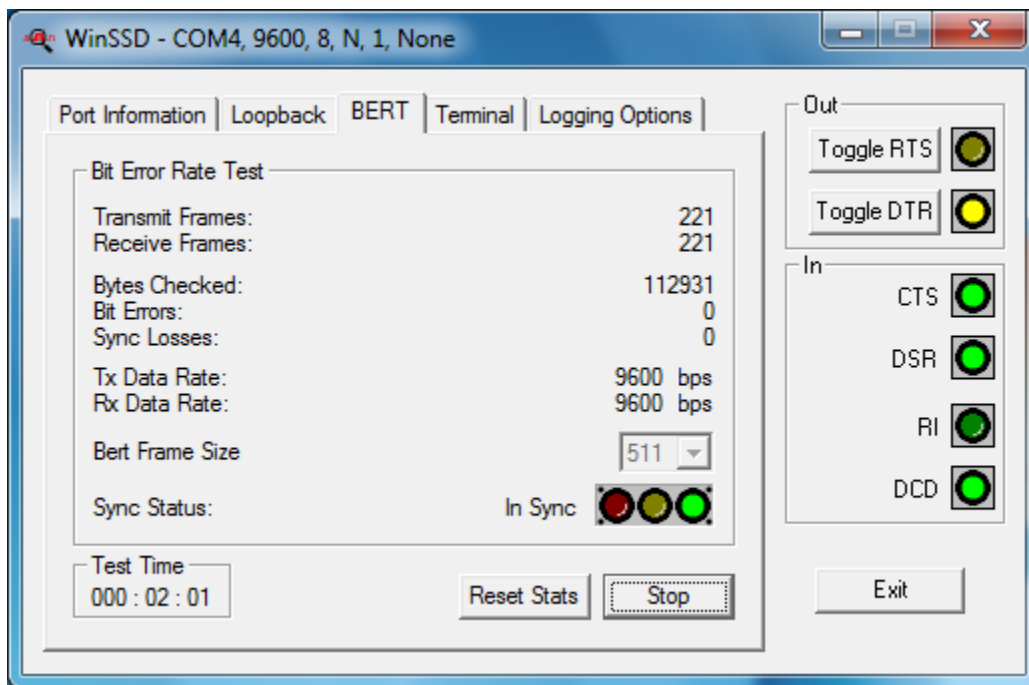 WinSSD - COM4, 9600, 8, N, 1, None
Port Information
Loopback
BERT
Terminal
Logging Options
Bit Error Rate Test
Transmit Frames: 221
Receive Frames: 221
Bytes Checked: 112931
Bit Errors: 0
Sync Losses: 0
Tx Data Rate: 9600 bps
Rx Data Rate: 9600 bps
Bert Frame Size 511
Sync Status: In Sync
Test Time
000 : 02 : 01
Reset Stats
Stop
Out
Toggle RTS
Toggle DTR
In
CTS
DSR
RI
DCD
Exit